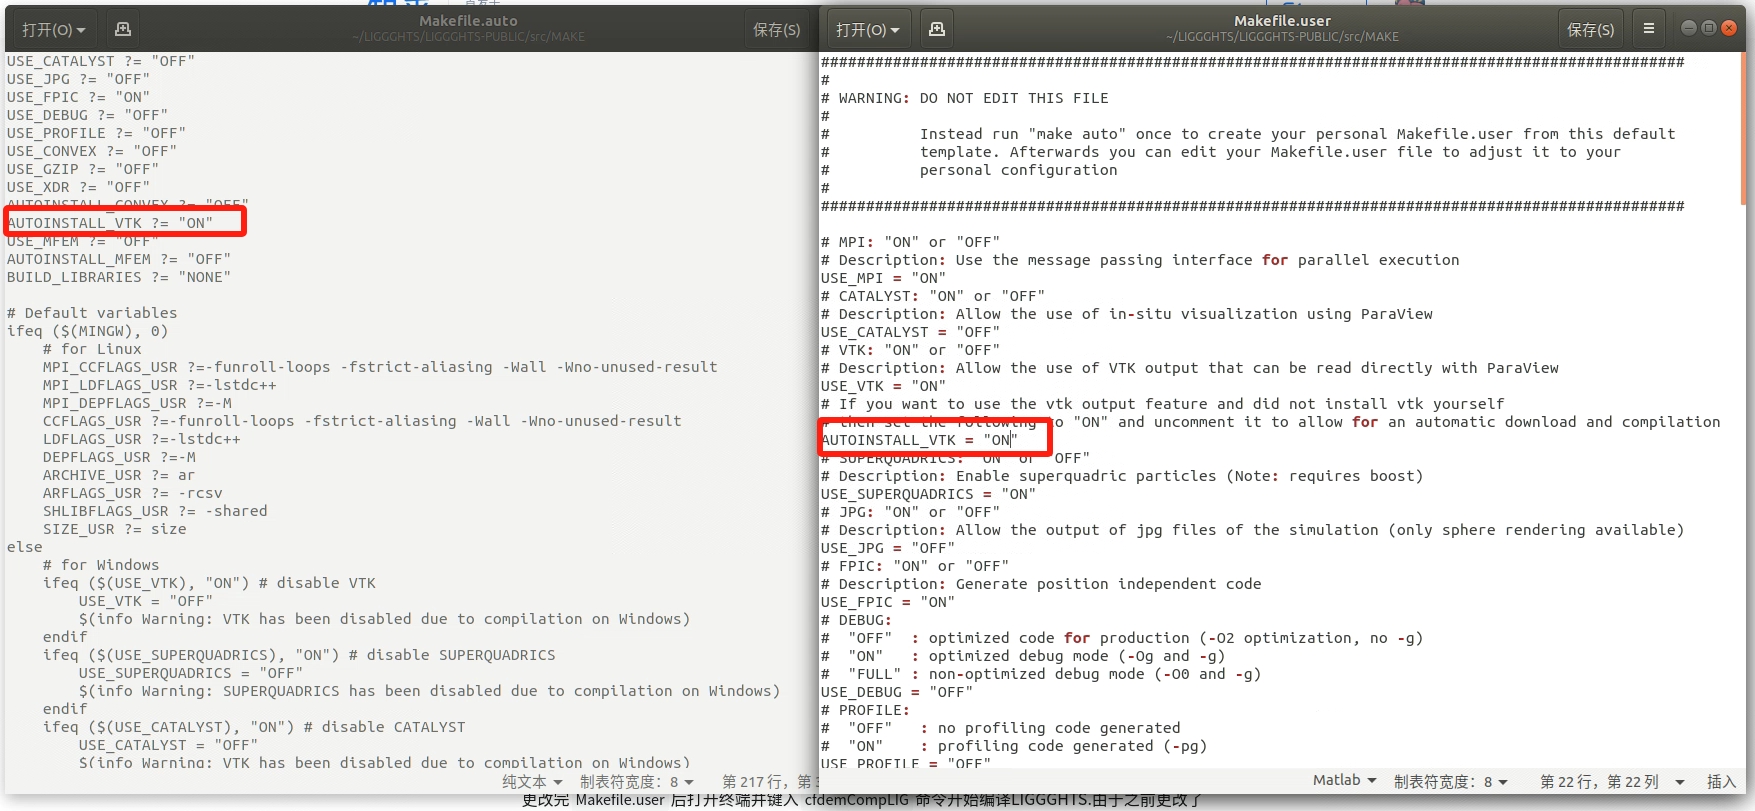 打开(O)
Makefile.auto
~/LIGGGHTS/LIGGGHTS-PUBLIC/src/MAKE
保存(S)
USE_CATALYST ?= "OFF"
USE_JPG ?= "OFF"
USE_FPIC ?= "ON"
USE_DEBUG ?= "OFF"
USE_PROFILE ?= "OFF"
USE_CONVEX ?= "OFF"
USE_GZIP ?= "OFF"
USE_XDR ?= "OFF"
AUTOINSTALL_CONVEX ?= "OFF"
AUTOINSTALL_VTK ?= "ON"
USE_MFEM ?= "OFF"
AUTOINSTALL_MFEM ?= "OFF"
BUILD_LIBRARIES ?= "NONE"
# Default variables
ifeq ($(MINGW), 0)
# for Linux
MPI_CCFLAGS_USR ?=-funroll-loops -fstrict-aliasing -Wall -Wno-unused-result
MPI_LDFLAGS_USR ?=-lstdc++
MPI_DEPFLAGS_USR ?=-M
CCFLAGS_USR ?=-funroll-loops -fstrict-aliasing -Wall -Wno-unused-result
LDFLAGS_USR ?=-lstdc++
DEPFLAGS_USR ?=-M
ARCHIVE_USR ?= ar
ARFLAGS_USR ?= -rcsv
SHLIBFLAGS_USR ?= -shared
SIZE_USR ?= size
else
# for Windows
ifeq ($(USE_VTK), "ON") # disable VTK
USE_VTK = "OFF"
$(info Warning: VTK has been disabled due to compilation on Windows)
endif
ifeq ($(USE_SUPERQUADRICS), "ON") # disable SUPERQUADRICS
USE_SUPERQUADRICS = "OFF"
$(info Warning: SUPERQUADRICS has been disabled due to compilation on Windows)
endif
ifeq ($(USE_CATALYST), "ON") # disable CATALYST
USE_CATALYST = "OFF"
$(info Warning: VTK has been disabled due to compilation on Windows)
纯文本 制表符宽度：8 第 217 行，第
打开(O)
Makefile.user
~/LIGGGHTS/LIGGGHTS-PUBLIC/src/MAKE
保存(S)
################################################################################################
#
# WARNING: DO NOT EDIT THIS FILE
#
# Instead run "make auto" once to create your personal Makefile.user from this default
# template. Afterwards you can edit your Makefile.user file to adjust it to your
# personal configuration
#
################################################################################################
# MPI: "ON" or "OFF"
# Description: Use the message passing interface for parallel execution
USE_MPI = "ON"
# CATALYST: "ON" or "OFF"
# Description: Allow the use of in-situ visualization using ParaView
USE_CATALYST = "OFF"
# VTK: "ON" or "OFF"
# Description: Allow the use of VTK output that can be read directly with ParaView
USE_VTK = "ON"
# If you want to use the vtk output feature and did not install vtk yourself
# then set the following to "ON" and uncomment it to allow for an automatic download and compilation
AUTOINSTALL_VTK = "ON"
# SUPERQUADRICS: "ON" or "OFF"
# Description: Enable superquadric particles (Note: requires boost)
USE_SUPERQUADRICS = "ON"
# JPG: "ON" or "OFF"
# Description: Allow the output of jpg files of the simulation (only sphere rendering available)
USE_JPG = "OFF"
# FPIC: "ON" or "OFF"
# Description: Generate position independent code
USE_FPIC = "ON"
# DEBUG:
# "OFF" : optimized code for production (-O2 optimization, no -g)
# "ON" : optimized debug mode (-Og and -g)
# "FULL" : non-optimized debug mode (-O0 and -g)
USE_DEBUG = "OFF"
# PROFILE:
# "OFF" : no profiling code generated
# "ON" : profiling code generated (-pg)
USE_PROFILE = "OFF"
Matlab 制表符宽度：8 第 22 行，第 22 列 插入
更改完 Makefile.user 后打开终端并键入 cfdemCompLIG 命令开始编译LIGGGHTS.由于之前更改了